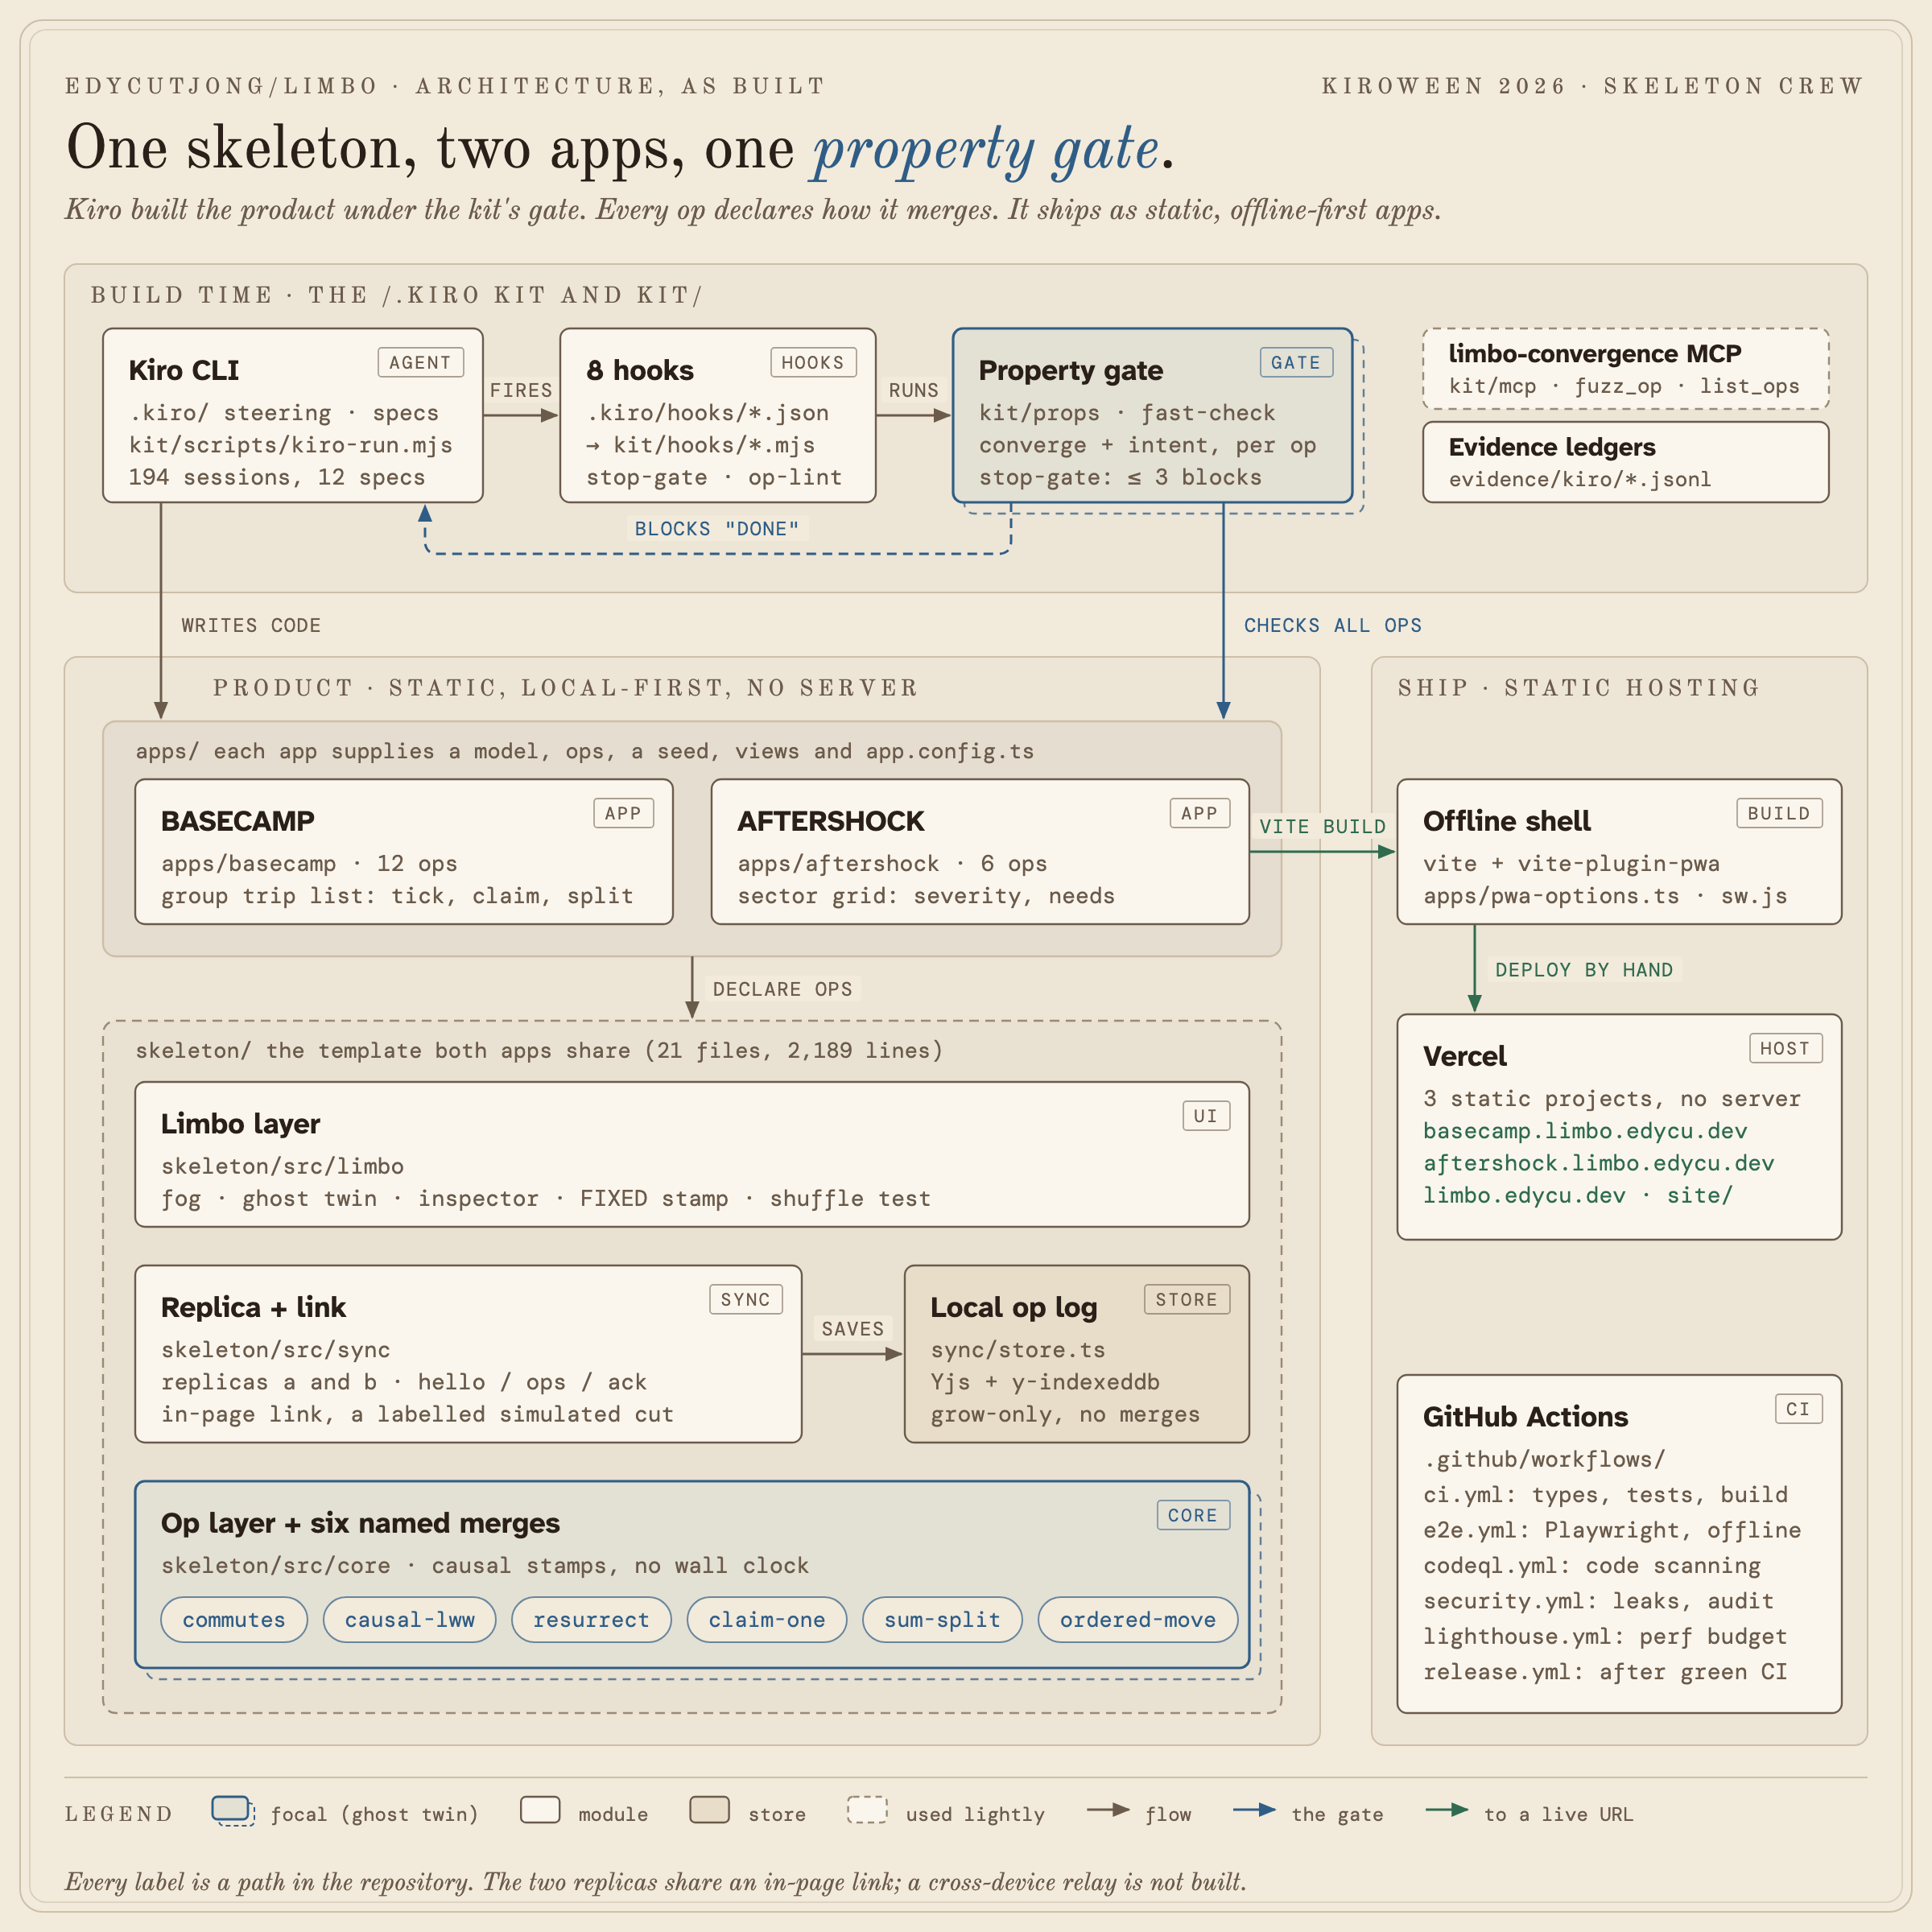 EDYCUTJONG/LIMBO · ARCHITECTURE, AS BUILT
KIROWEEN 2026 · SKELETON CREW
One skeleton, two apps, one property gate.
Kiro built the product under the kit's gate. Every op declares how it merges. It ships as static, offline-first apps.
BUILD TIME · THE /.KIRO KIT AND KIT/
Kiro CLI
AGENT
.kiro/ steering · specs
kit/scripts/kiro-run.mjs
194 sessions, 12 specs
FIRES
8 hooks
HOOKS
.kiro/hooks/*.json
→ kit/hooks/*.mjs
stop-gate · op-lint
RUNS
Property gate
GATE
kit/props · fast-check
converge + intent, per op
stop-gate: ≤ 3 blocks
limbo-convergence MCP
kit/mcp · fuzz_op · list_ops
Evidence ledgers
evidence/kiro/*.jsonl
BLOCKS "DONE"
WRITES CODE
CHECKS ALL OPS
PRODUCT · STATIC, LOCAL-FIRST, NO SERVER
apps/ each app supplies a model, ops, a seed, views and app.config.ts
BASECAMP
APP
apps/basecamp · 12 ops
group trip list: tick, claim, split
AFTERSHOCK
APP
apps/aftershock · 6 ops
sector grid: severity, needs
VITE BUILD
DECLARE OPS
skeleton/ the template both apps share (21 files, 2,189 lines)
Limbo layer
UI
skeleton/src/limbo
fog · ghost twin · inspector · FIXED stamp · shuffle test
Replica + link
SYNC
skeleton/src/sync
replicas a and b · hello / ops / ack
in-page link, a labelled simulated cut
SAVES
Local op log
STORE
sync/store.ts
Yjs + y-indexeddb
grow-only, no merges
Op layer + six named merges
CORE
skeleton/src/core · causal stamps, no wall clock
commutes
causal-lww
resurrect
claim-one
sum-split
ordered-move
SHIP · STATIC HOSTING
Offline shell
BUILD
vite + vite-plugin-pwa
apps/pwa-options.ts · sw.js
DEPLOY BY HAND
Vercel
HOST
3 static projects, no server
basecamp.limbo.edycu.dev
aftershock.limbo.edycu.dev
limbo.edycu.dev · site/
GitHub Actions
CI
.github/workflows/
ci.yml: types, tests, build
e2e.yml: Playwright, offline
codeql.yml: code scanning
security.yml: leaks, audit
lighthouse.yml: perf budget
release.yml: after green CI
LEGEND
focal (ghost twin)
module
store
used lightly
flow
the gate
to a live URL
Every label is a path in the repository. The two replicas share an in-page link; a cross-device relay is not built.